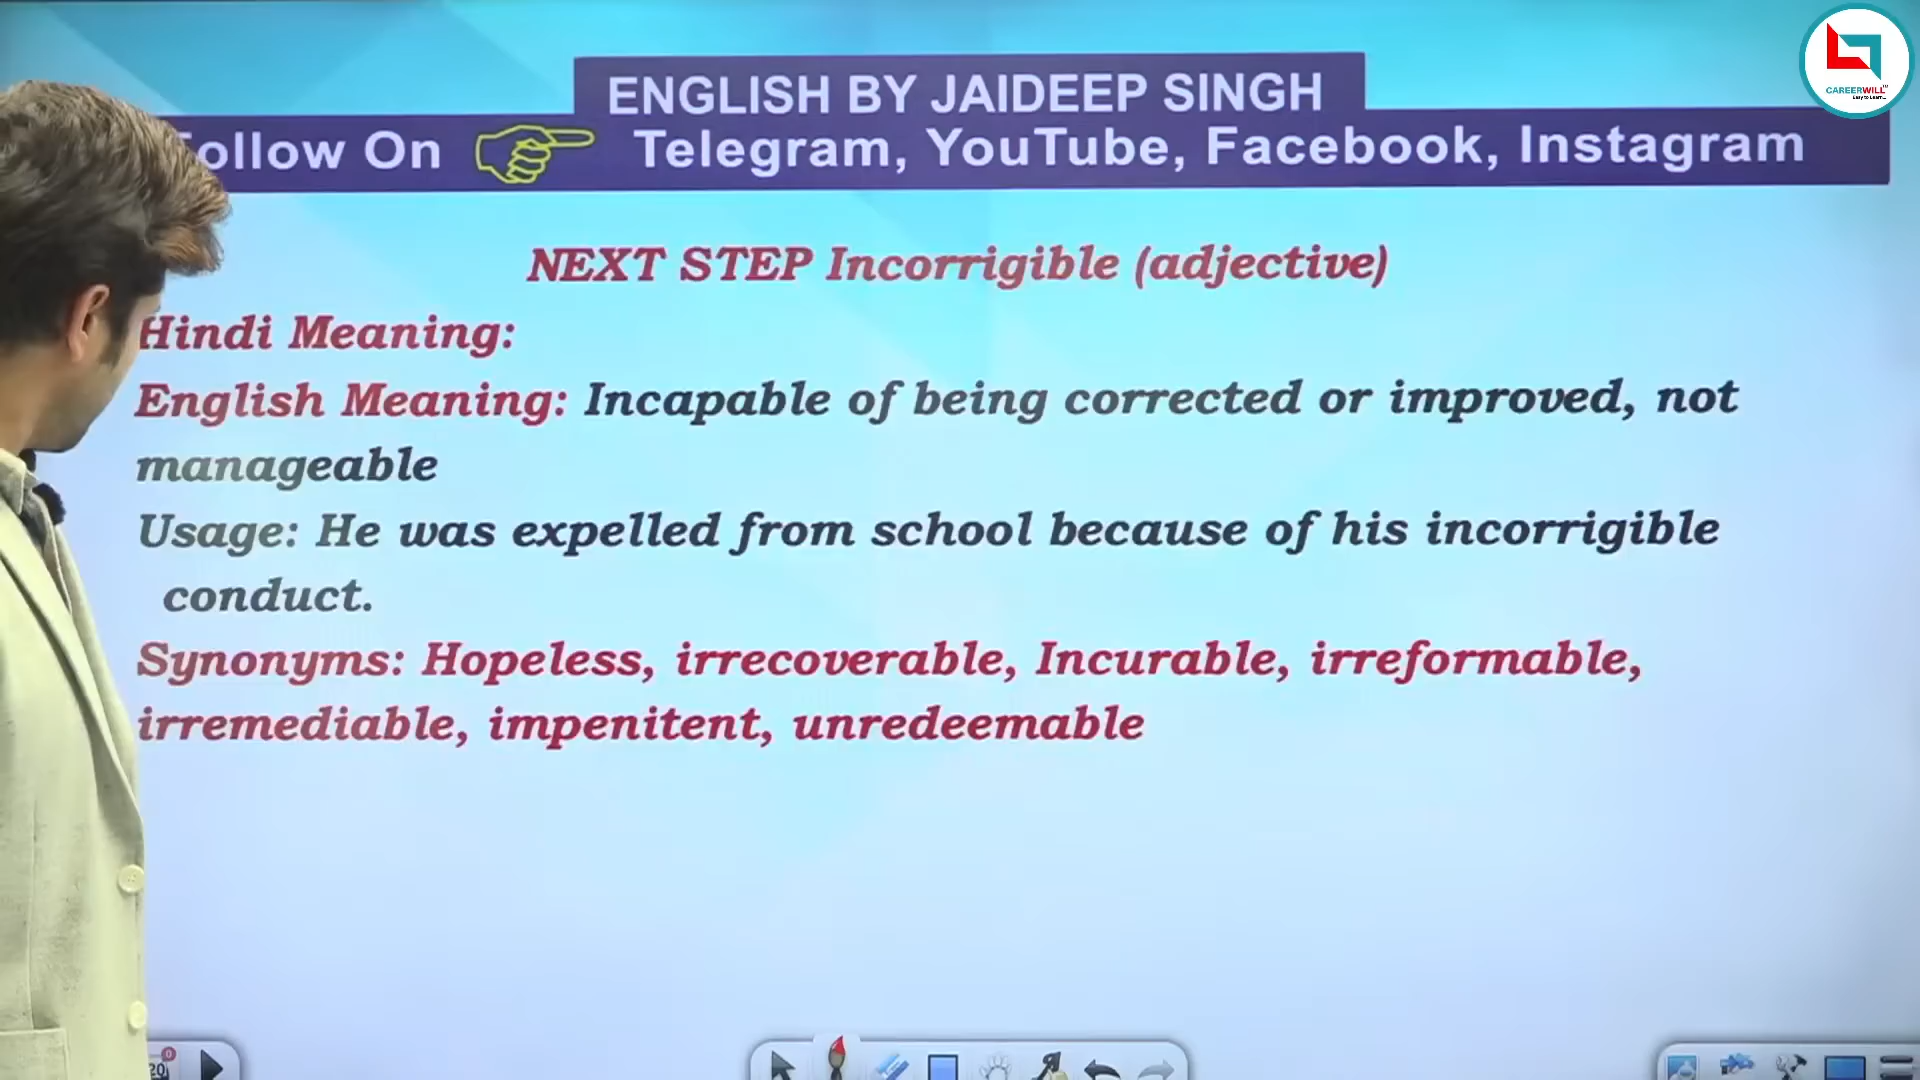 ENGLISH BY JAIDEEP SINGH
Follow On Telegram, YouTube, Facebook, Instagram
CAREERWILL
NEXT STEP Incorrigible (adjective)
Hindi Meaning:
English Meaning: Incapable of being corrected or improved, not
manageable
Usage: He was expelled from school because of his incorrigible
conduct.
Synonyms: Hopeless, irrecoverable, Incurable, irreformable,
irremediable, impenitent, unredeemable
20
0